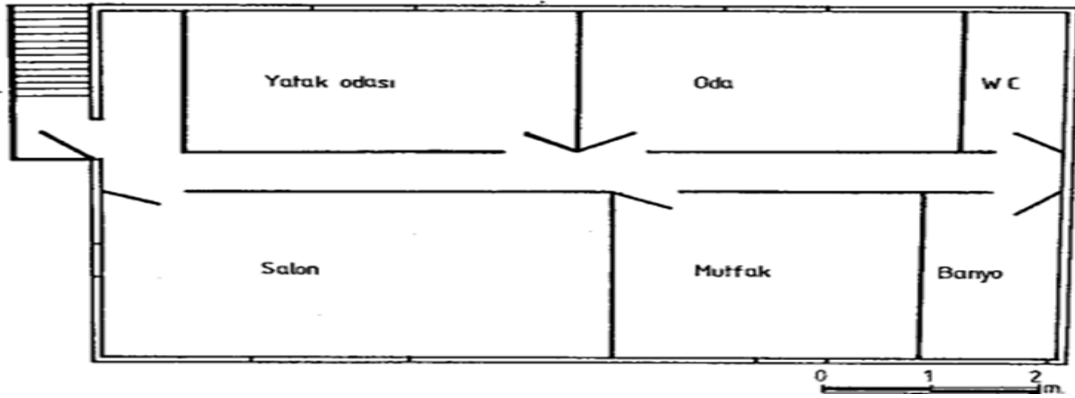 Yatak odası
Oda
WC
Salon
Mutfak
Banyo
0 1 2 m.